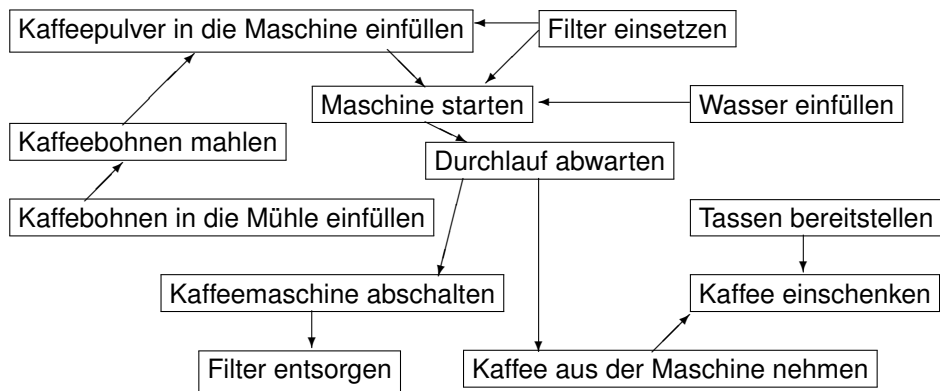 Kaffeepulver in die Maschine einfüllen
Filter einsetzen
Maschine starten
Wasser einfüllen
Kaffeebohnen mahlen
Durchlauf abwarten
Kaffebohnen in die Mühle einfüllen
Tassen bereitstellen
Kaffeemaschine abschalten
Kaffee einschenken
Filter entsorgen
Kaffee aus der Maschine nehmen